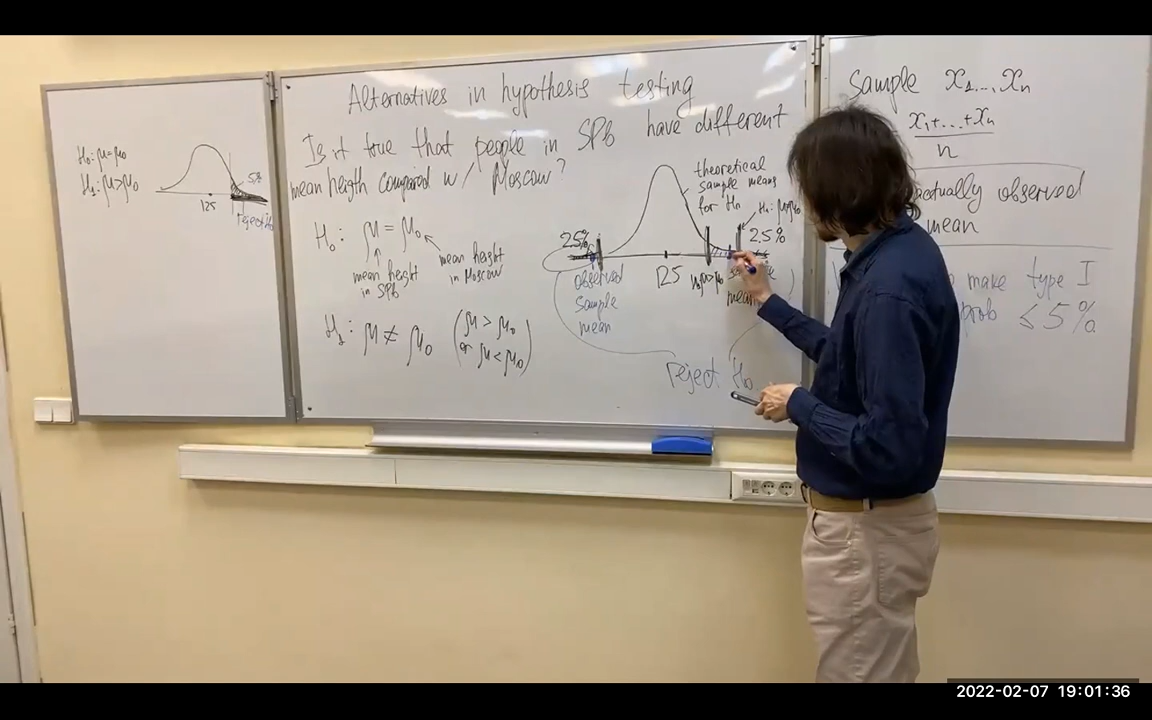 H₀: μ=μ₀
H₁: μ>μ₀
5%
125
reject H₀
Alternatives in hypothesis testing
Is it true that people in SPb have different
mean heigth compared w/ Moscow?
H₀: μ = μ₀
mean height
in SPb
mean height
in Moscow
H₁: μ ≠ μ₀ (μ > μ₀
or μ < μ₀)
theoretical
sample means
for H₀
2.5%
2.5%
125
observed
sample
mean
mean
reject H₀
Sample x₁...,xₙ
x₁+...+xₙ
n
actually observed
mean
to make type I
prob ≤ 5%
2022-02-07 19:01:36